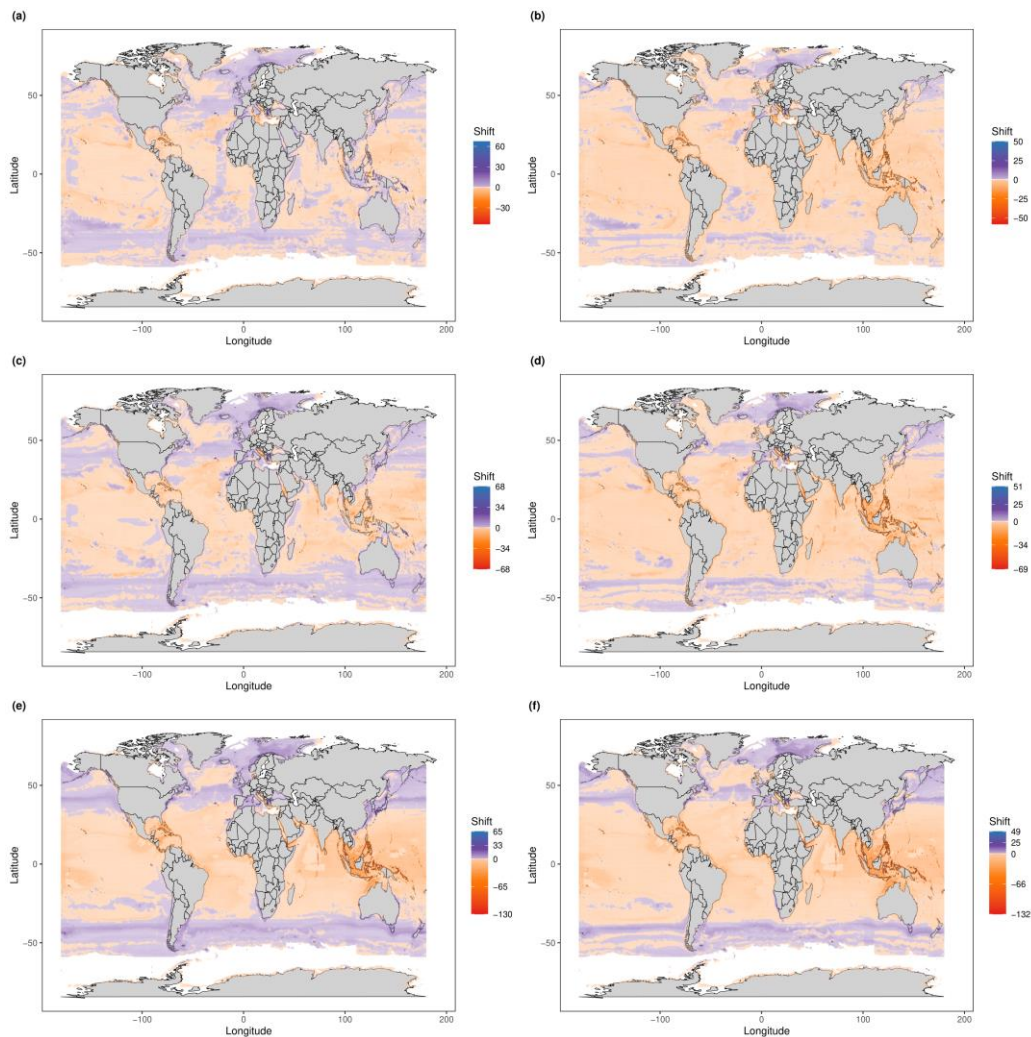 (a)
50
0
−50
Latitude
−100
0
100
200
Longitude
Shift
60
30
0
−30
(b)
50
0
−50
Latitude
−100
0
100
200
Longitude
Shift
50
25
0
−25
−50
(c)
50
0
−50
Latitude
−100
0
100
200
Longitude
Shift
68
34
0
−34
−68
(d)
50
0
−50
Latitude
−100
0
100
200
Longitude
Shift
51
25
0
−34
−69
(e)
50
0
−50
Latitude
−100
0
100
200
Longitude
Shift
65
33
0
−65
−130
(f)
50
0
−50
Latitude
−100
0
100
200
Longitude
Shift
49
25
0
−66
−132